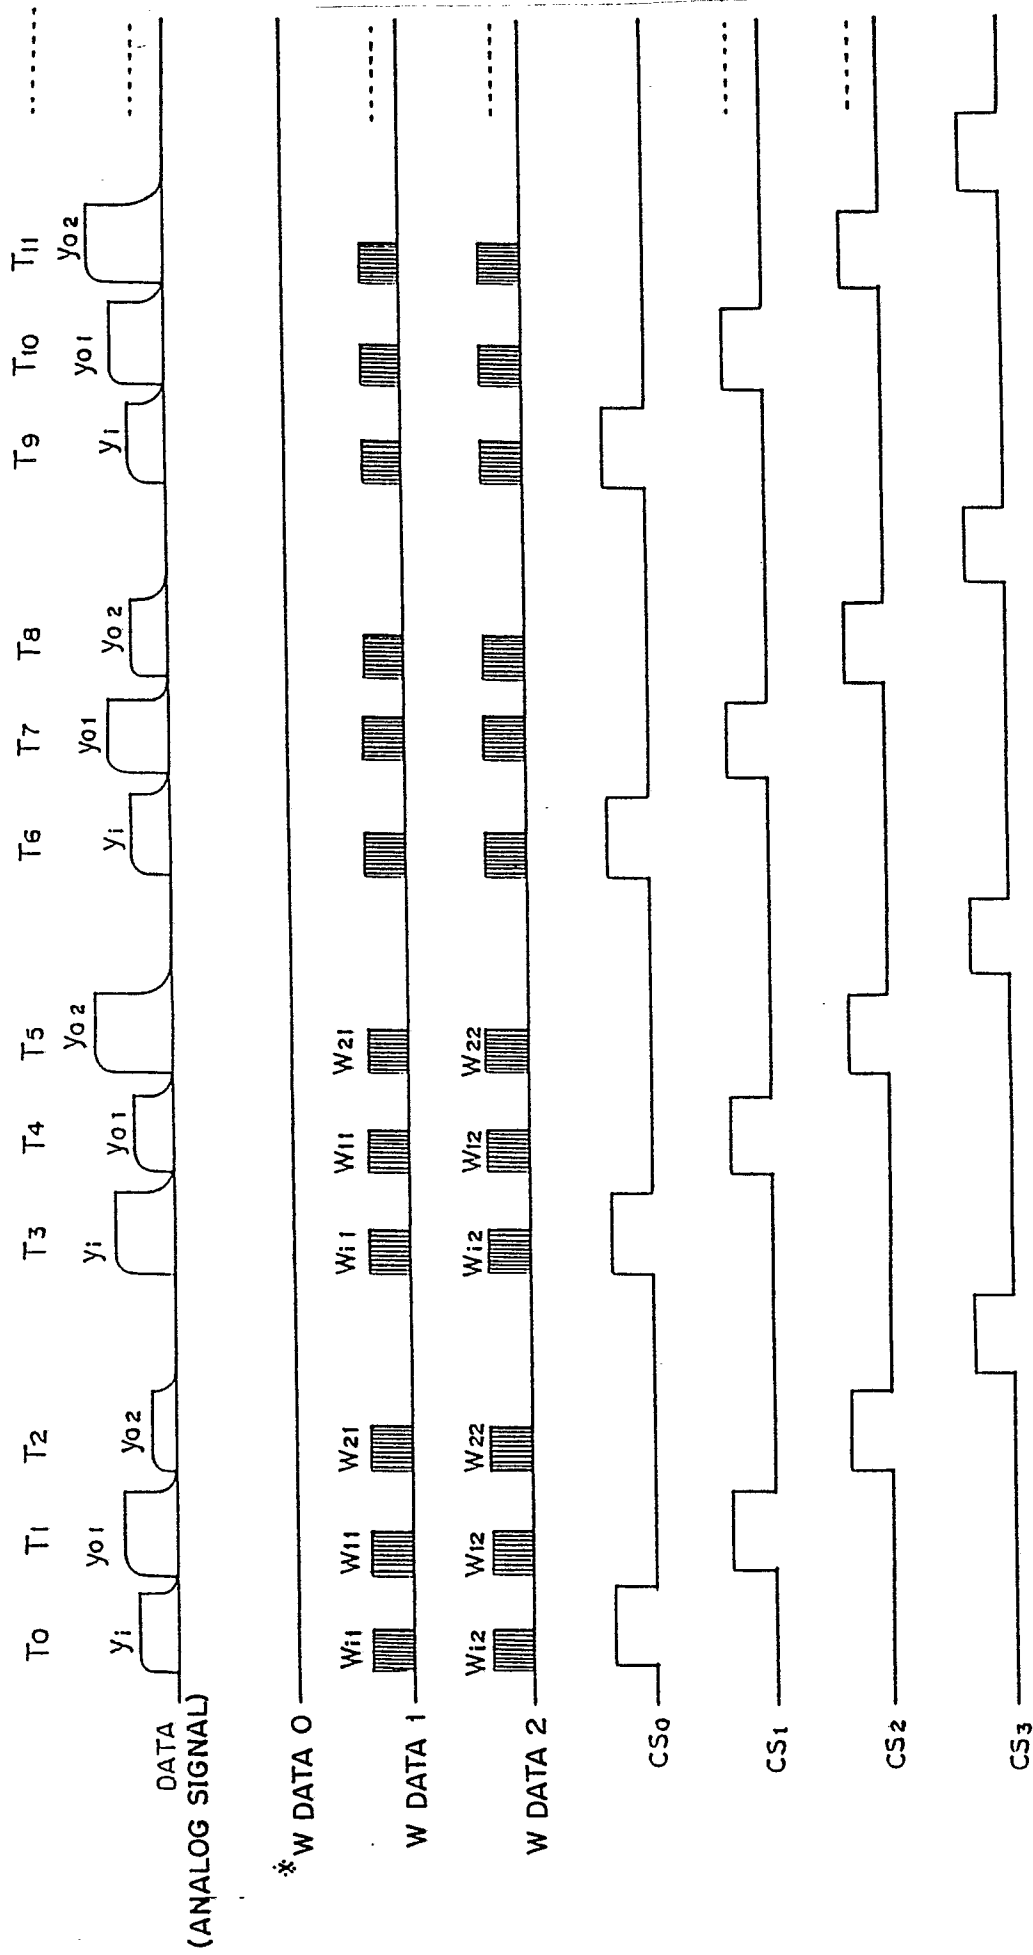 T0 T1 T2 T3 T4 T5 T6 T7 T8 T9 T10 T11 .......
yi yo1 yo2 yi yo1 yo2 yi yo1 yo2 yi yo1 yo2 .......
DATA
(ANALOG SIGNAL)
※W DATA 0
Wi1 W11 W21 Wi1 W11 W21 .......
W DATA 1
Wi2 W12 W22 Wi2 W12 W22 .......
W DATA 2
CS0
CS1 .......
CS2 .......
CS3